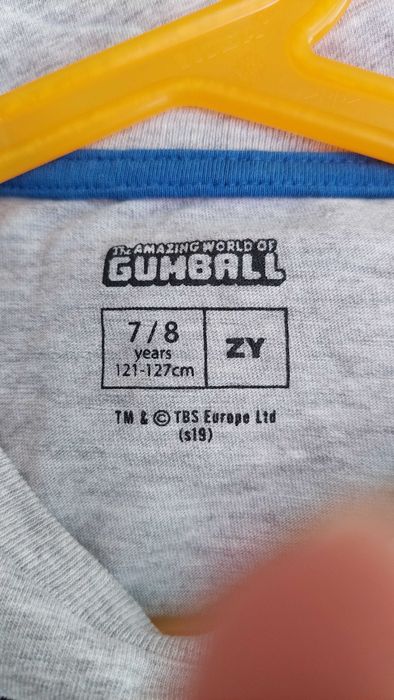 The AMAZING WORLD OF
GUMBALL
7/8
years
121-127cm
ZY
TM & © TBS Europe Ltd
(s19)